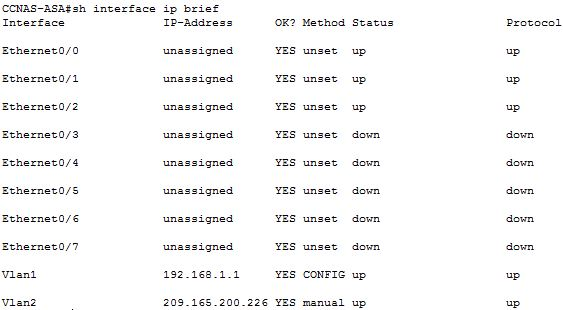 CCNAS-ASA#sh interface ip brief
Interface IP-Address OK? Method Status Protocol
Ethernet0/0 unassigned YES unset up up
Ethernet0/1 unassigned YES unset up up
Ethernet0/2 unassigned YES unset up up
Ethernet0/3 unassigned YES unset down down
Ethernet0/4 unassigned YES unset down down
Ethernet0/5 unassigned YES unset down down
Ethernet0/6 unassigned YES unset down down
Ethernet0/7 unassigned YES unset down down
Vlan1 192.168.1.1 YES CONFIG up up
Vlan2 209.165.200.226 YES manual up up